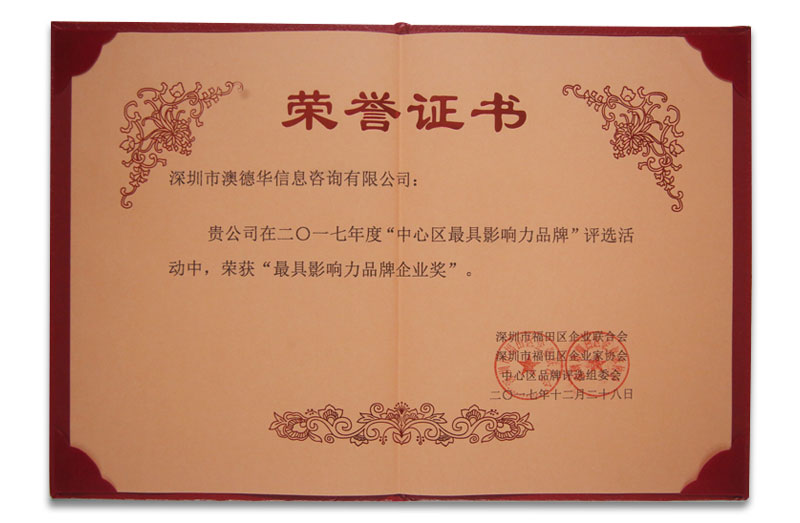 荣誉证书
深圳市澳德华信息咨询有限公司：
贵公司在二〇一七年度“中心区最具影响力品牌”评选活
动中，荣获“最具影响力品牌企业奖”。
深圳市福田区企业联合会
深圳市福田区企业家协会
中心区品牌评选组委会
二〇一七年十二月二十八日